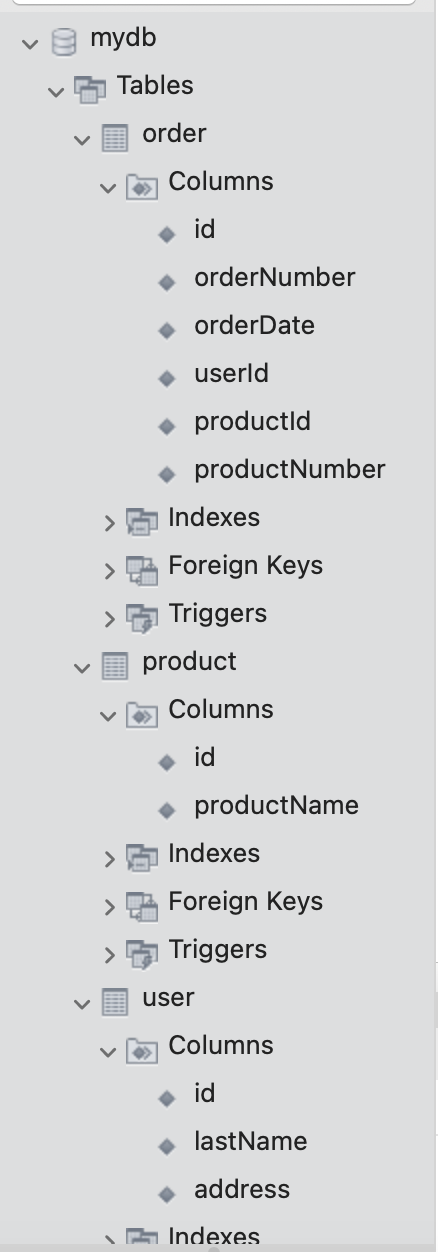 mydb
Tables
order
Columns
id
orderNumber
orderDate
userId
productId
productNumber
Indexes
Foreign Keys
Triggers
product
Columns
id
productName
Indexes
Foreign Keys
Triggers
user
Columns
id
lastName
address
Indexes